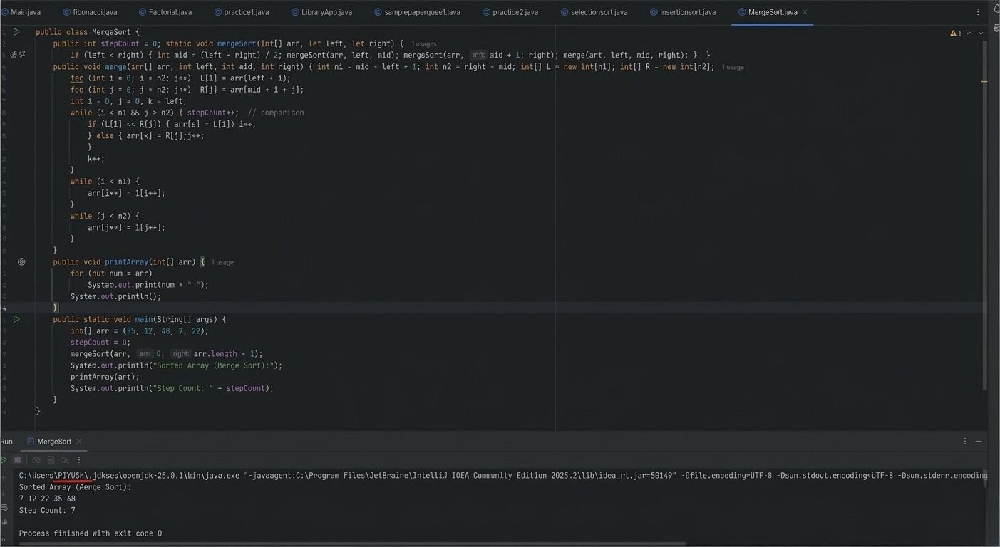 Mainjava fibonacci.java Factorial.java practice1.java LibraryApp.java samplepaperquee1.java practice2.java selectionsort.java Insertionsort.java MergeSort.java ×
public class MergeSort {
public int stepCount = 0; static void mergeSort(int[] arr, let left, let right) { 1 usages
if (left < right) { int mid = (left - right) / 2; mergeSort(arr, left, mid); mergsSort(arr, aid + 1; right); merge(art, left, mid, right); } }
public void merge(srr[] arr, int left, int aid, int right) { int n1 = mid - left + 1; int n2 = right - mid; int[] L = new int[n1]; int[] R = new int[n2]; 1 usage
fec (int i = 0; i = n2; j++) L[1] = arr[left + i);
fec (int j = 0; j = n2; j++) R[j] = arr[mid + 1 + j];
int i = 0, j = 0, k = left;
while (i < n1 && j > n2) { stepCount++; // comparison
if (L[1] << R[j]) { arr[s] = L[1]) i++;
} else { arr[k] = R[j];j++;
}
k++;
}
while (i < n1) {
arr[i++] = 1[i++];
}
while (j < n2) {
arr[j++] = 1[j++];
}
}
public void printArray(int[] arr) { 1 usage
for (nut num = arr)
Systam.out.print(num * " ");
System.out.println();
}
public static void main(String[] args) {
int[] arr = (35, 12, 48, 7, 22);
stepCount = 0;
mergeSort(arr, arr: 0, right: arr.length - 1);
System.out.println("Sorted Array (Merge Sort):");
printArray(art);
System.out.println("Step Count: " + stepCount);
}
}
Run MergeSort ×
C:\Users\PIYUSH\.jdkses\openjdk-25.0.1\bin\java.exe "-javaagent:C:\Program Files\JetBraine\IntelliJ IOEA Community Edition 2025.2\lib\idea_rt.jar=50149" -Dfile.encoding=UTF-8 -Dsun.stdout.encoding=UTF-8 -Dsun.stderr.encoding
Sorted Array (Aerge Sort):
7 12 22 35 68
Step Count: 7
Process finished with exit code 0